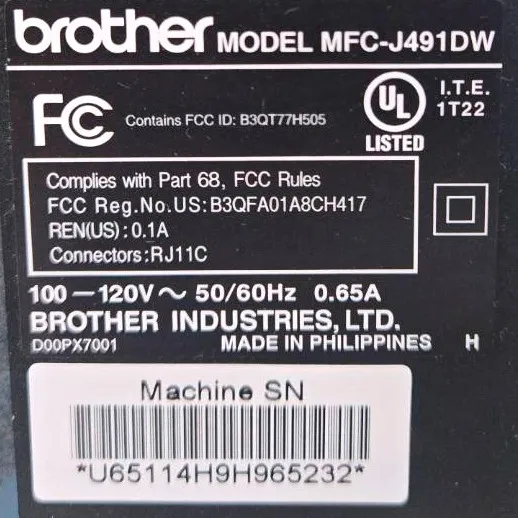 brother MODEL MFC-J491DW
FC Contains FCC ID: B3QT77H505
UL LISTED
I.T.E.
1T22
Complies with Part 68, FCC Rules
FCC Reg.No.US:B3QFA01A8CH417
REN(US):0.1A
Connectors:RJ11C
100–120V～ 50/60Hz 0.65A
BROTHER INDUSTRIES, LTD.
D00PX7001 MADE IN PHILIPPINES H
Machine SN
*U65114H9H965232*